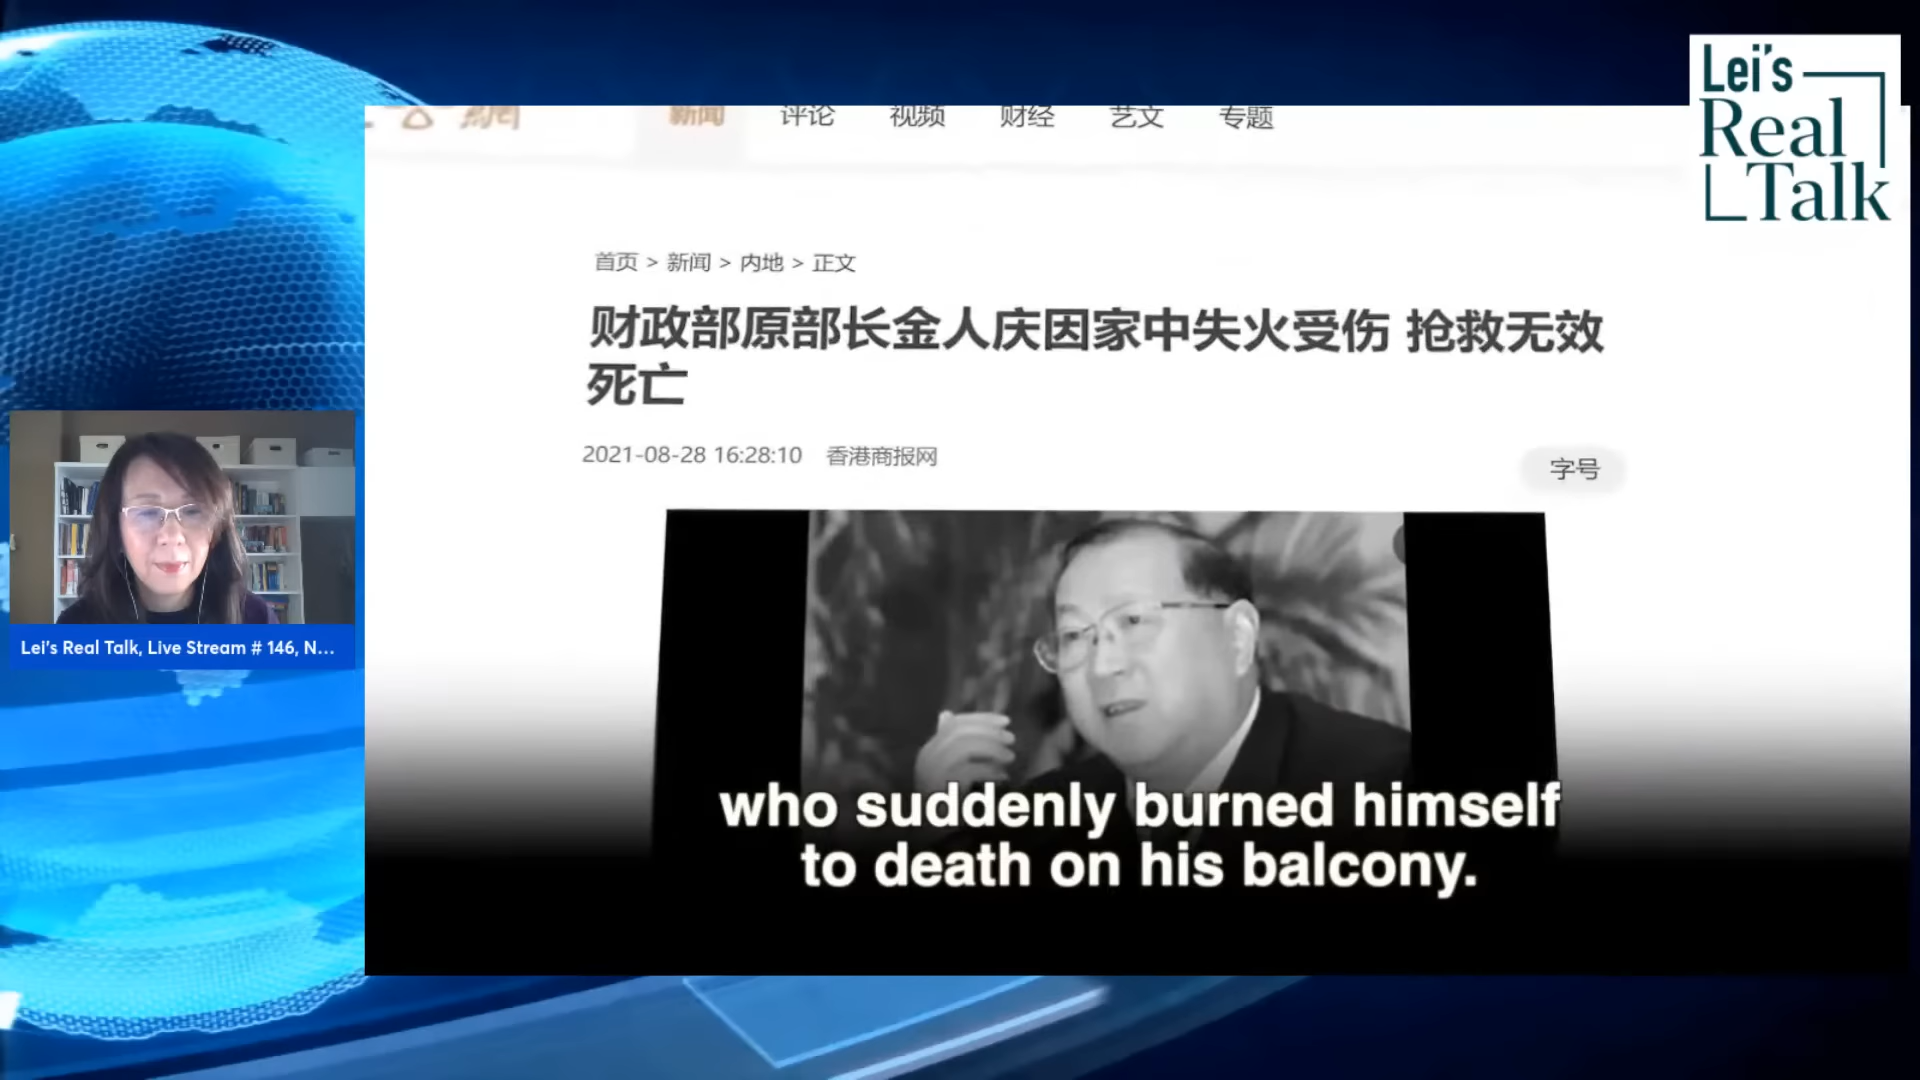 Lei's
Real
Talk
新闻 评论 视频 财经 艺文 专题
首页 > 新闻 > 内地 > 正文
财政部原部长金人庆因家中失火受伤 抢救无效
死亡
2021-08-28 16:28:10 香港商报网
字号
Lei's Real Talk, Live Stream # 146, N...
who suddenly burned himself
to death on his balcony.